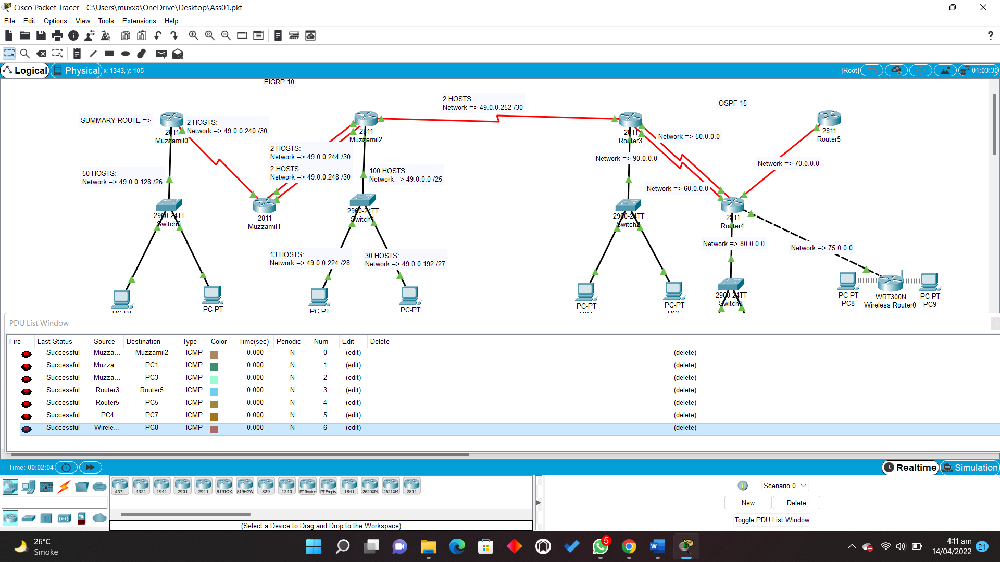 Cisco Packet Tracer - C:\Users\muxxa\OneDrive\Desktop\Ass01.pkt
File Edit Options View Tools Extensions Help
?
Logical Physical x: 1343, y: 105 [Root] 01:03:30
EIGRP 10
2 HOSTS:
Network => 49.0.0.252 /30
OSPF 15
SUMMARY ROUTE =>
2811
Muzzamil0
2 HOSTS:
Network => 49.0.0.240 /30
2811
Muzzamil2
2811
Router3
2811
Router5
Network => 50.0.0.0
2 HOSTS:
Network => 49.0.0.244 /30
2 HOSTS:
Network => 49.0.0.248 /30
Network => 90.0.0.0
Network => 70.0.0.0
50 HOSTS:
Network => 49.0.0.128 /26
100 HOSTS:
Network => 49.0.0.0 /25
Network => 60.0.0.0
2960-24TT
Switch0
2811
Muzzamil1
2960-24TT
Switch1
2960-24TT
Switch2
2811
Router4
Network => 80.0.0.0
Network => 75.0.0.0
13 HOSTS:
Network => 49.0.0.224 /28
30 HOSTS:
Network => 49.0.0.192 /27
PC-PT
PC-PT
PC-PT
PC-PT
PC-PT
PC4
PC-PT
PC5
2960-24TT
Switch3
PC-PT
PC8
WRT300N
Wireless Router0
PC-PT
PC9
PDU List Window
Fire Last Status Source Destination Type Color Time(sec) Periodic Num Edit Delete
Successful Muzza... Muzzamil2 ICMP 0.000 N 0 (edit) (delete)
Successful Muzza... PC1 ICMP 0.000 N 1 (edit) (delete)
Successful Muzza... PC3 ICMP 0.000 N 2 (edit) (delete)
Successful Router3 Router5 ICMP 0.000 N 3 (edit) (delete)
Successful Router5 PC5 ICMP 0.000 N 4 (edit) (delete)
Successful PC4 PC7 ICMP 0.000 N 5 (edit) (delete)
Successful Wirele... PC8 ICMP 0.000 N 6 (edit) (delete)
Time: 00:02:04 Realtime Simulation
4331 4321 1941 2901 2911 819IOX 819HGW 829 1240 PT-Router PT-Empty 1841 2620XM 2621XM 2811
Scenario 0
New Delete
Toggle PDU List Window
(Select a Device to Drag and Drop to the Workspace)
26°C
Smoke
5
4:11 am
14/04/2022
21